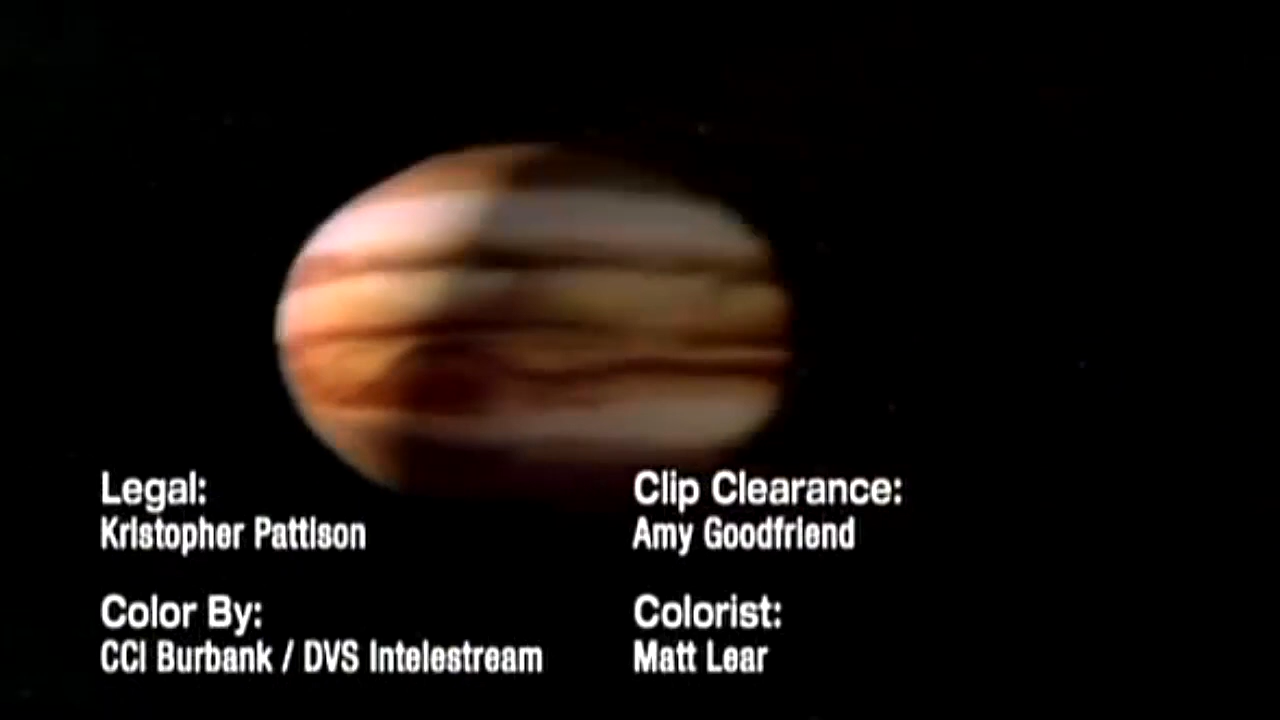 Legal:
Kristopher Pattison
Clip Clearance:
Amy Goodfriend
Color By:
CCI Burbank / DVS Intelestream
Colorist:
Matt Lear